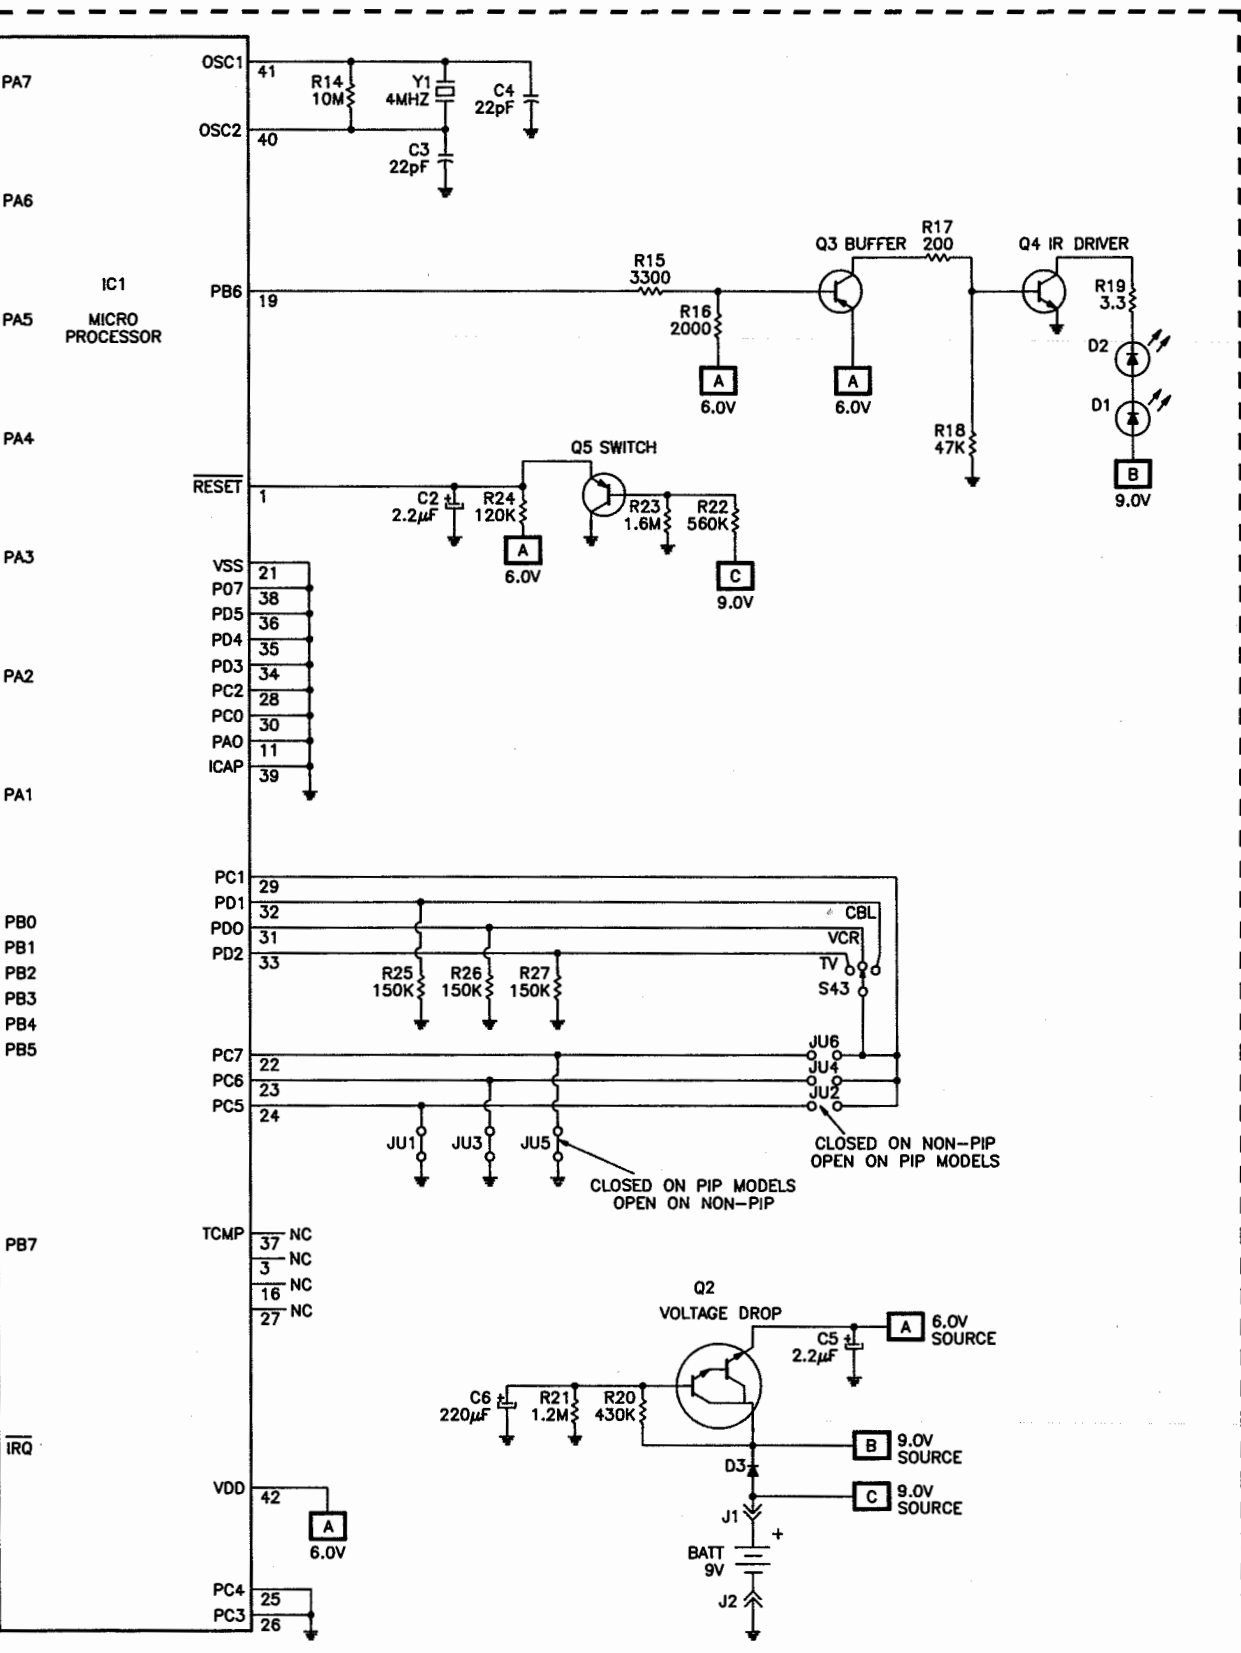 OSC1
41
PA7
R14
10M
Y1
4MHZ
C4
22pF
OSC2
40
C3
22pF
PA6
Q3 BUFFER
R17
200
Q4 IR DRIVER
R15
3300
IC1
MICRO
PROCESSOR
PB6
19
PA5
R16
2000
R19
3.3
D2
A
6.0V
A
6.0V
D1
PA4
R18
47K
Q5 SWITCH
B
9.0V
RESET
1
C2 +
2.2µF
R24
120K
R23
1.6M
R22
560K
A
6.0V
C
9.0V
PA3
VSS
21
PO7
38
PD5
36
PD4
35
PD3
34
PA2
PC2
28
PC0
30
PA0
11
ICAP
39
PA1
PC1
29
PD1
32
CBL
PB0
PD0
31
VCR
PB1
PD2
33
TV
PB2
R25
150K
R26
150K
R27
150K
S43
PB3
PB4
PB5
PC7
22
JU6
PC6
23
JU4
PC5
24
JU2
JU1
JU3
JU5
CLOSED ON NON-PIP
OPEN ON PIP MODELS
CLOSED ON PIP MODELS
OPEN ON NON-PIP
TCMP
37
NC
PB7
3
NC
16
NC
27
NC
Q2
VOLTAGE DROP
A
6.0V
SOURCE
C5 +
2.2µF
C6 +
220µF
R21
1.2M
R20
430K
IRQ
B
9.0V
SOURCE
D3
VDD
42
C
9.0V
SOURCE
J1
A
6.0V
+
BATT
9V
PC4
25
J2
PC3
26